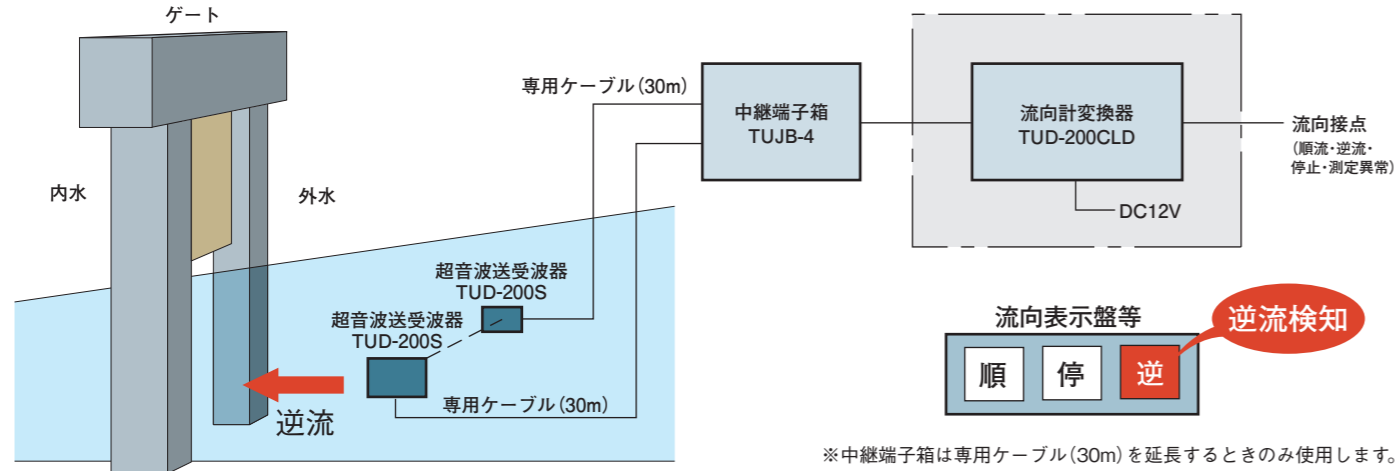 ゲート
内水
外水
専用ケーブル(30m)
中継端子箱
TUJB-4
流向計変換器
TUD-200CLD
流向接点
(順流・逆流・
停止・測定異常)
DC12V
超音波送受波器
TUD-200S
超音波送受波器
TUD-200S
逆流
専用ケーブル(30m)
流向表示盤等
逆流検知
順 停 逆
※中継端子箱は専用ケーブル(30m)を延長するときのみ使用します。